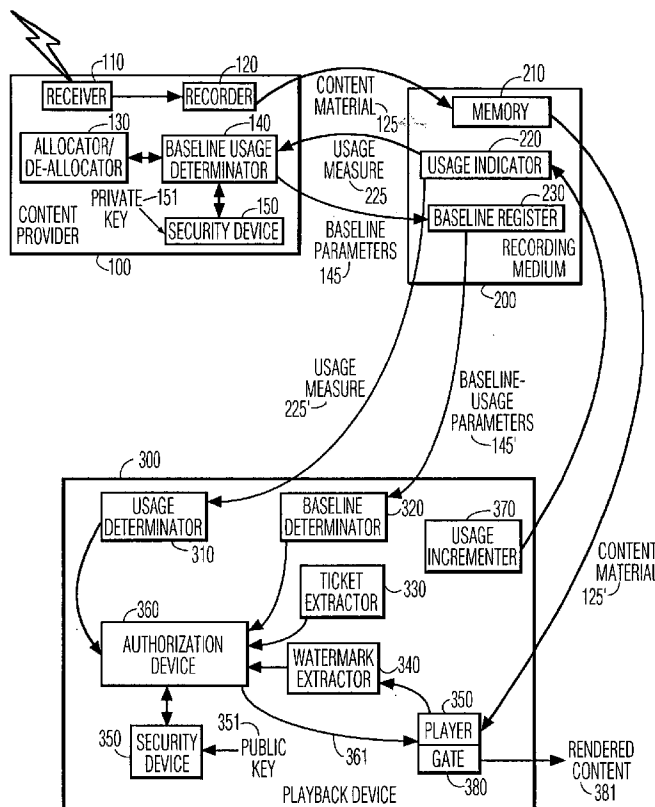 110
120
RECEIVER
RECORDER
130
140
ALLOCATOR/
DE-ALLOCATOR
BASELINE USAGE
DETERMINATOR
PRIVATE
KEY
151
150
CONTENT
PROVIDER
SECURITY DEVICE
100
CONTENT
MATERIAL
125
USAGE
MEASURE
225
BASELINE
PARAMETERS
145
210
MEMORY
220
USAGE INDICATOR
230
BASELINE REGISTER
RECORDING
MEDIUM
200
USAGE
MEASURE
225'
BASELINE-
USAGE
PARAMETERS
145'
300
USAGE
DETERMINATOR
310
BASELINE
DETERMINATOR
320
370
USAGE
INCREMENTER
CONTENT
MATERIAL
125'
TICKET
EXTRACTOR
330
360
AUTHORIZATION
DEVICE
WATERMARK
EXTRACTOR
340
350
PLAYER
GATE
380
350
SECURITY
DEVICE
351
PUBLIC
KEY
361
RENDERED
CONTENT
381
PLAYBACK DEVICE